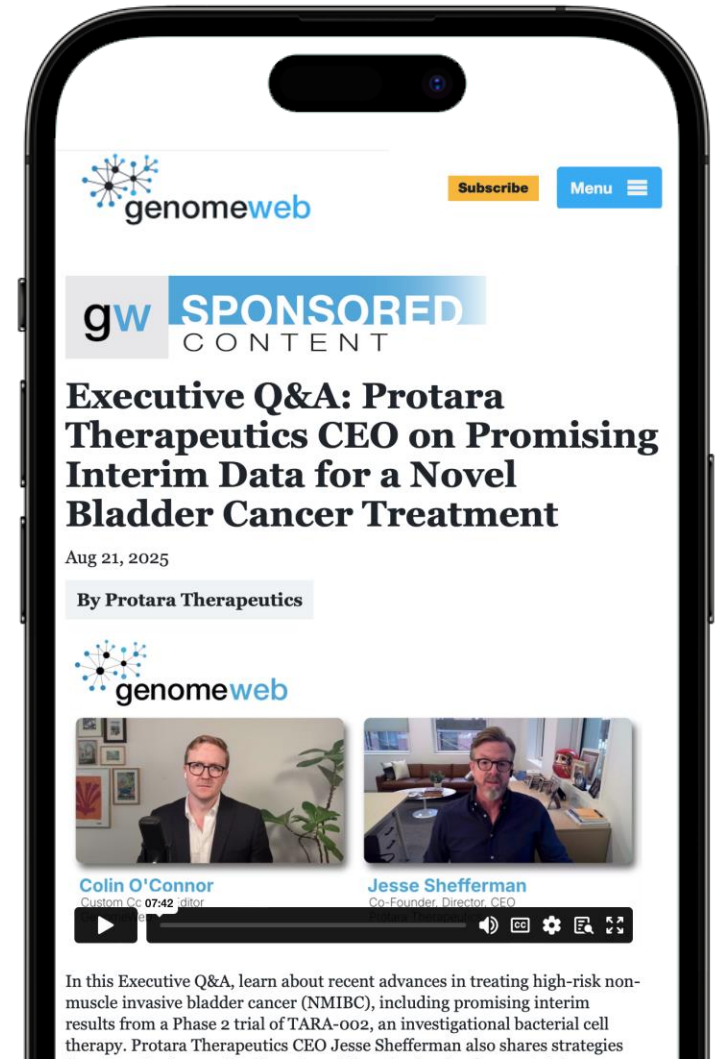 genomeweb
Subscribe
Menu
gw SPONSORED
CONTENT
Executive Q&A: Protara
Therapeutics CEO on Promising
Interim Data for a Novel
Bladder Cancer Treatment
Aug 21, 2025
By Protara Therapeutics
genomeweb
Colin O'Connor
Jesse Shefferman
Custom
07:42
Co-Founder, Director, CEO
Protara Therapeutics
CC
In this Executive Q&A, learn about recent advances in treating high-risk non-
muscle invasive bladder cancer (NMIBC), including promising interim
results from a Phase 2 trial of TARA-002, an investigational bacterial cell
therapy. Protara Therapeutics CEO Jesse Shefferman also shares strategies